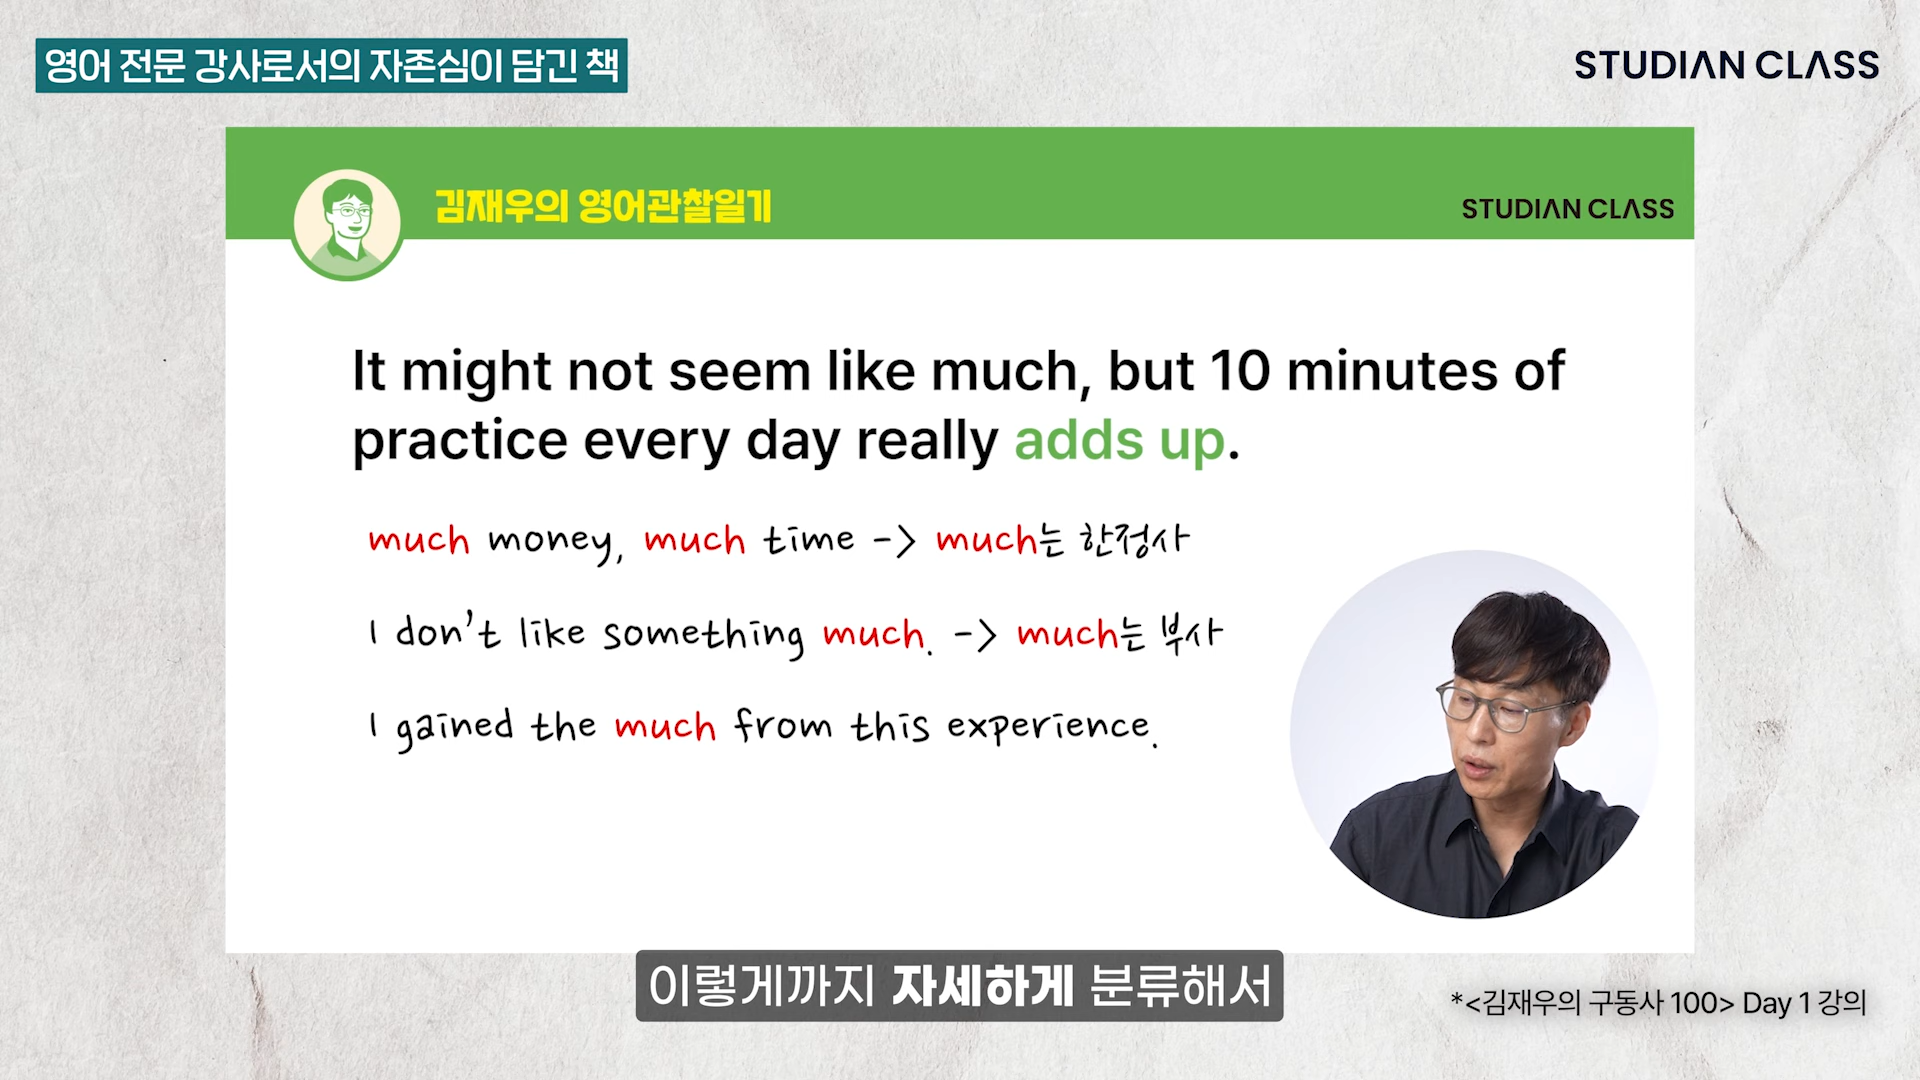 영어 전문 강사로서의 자존심이 담긴 책
STUDIAN CLASS
김재우의 영어관찰일기
STUDIAN CLASS
It might not seem like much, but 10 minutes of
practice every day really adds up.
much money, much time -> much는 한정사
I don't like something much. -> much는 부사
I gained the much from this experience.
이렇게까지 자세하게 분류해서
*<김재우의 구동사 100> Day 1 강의